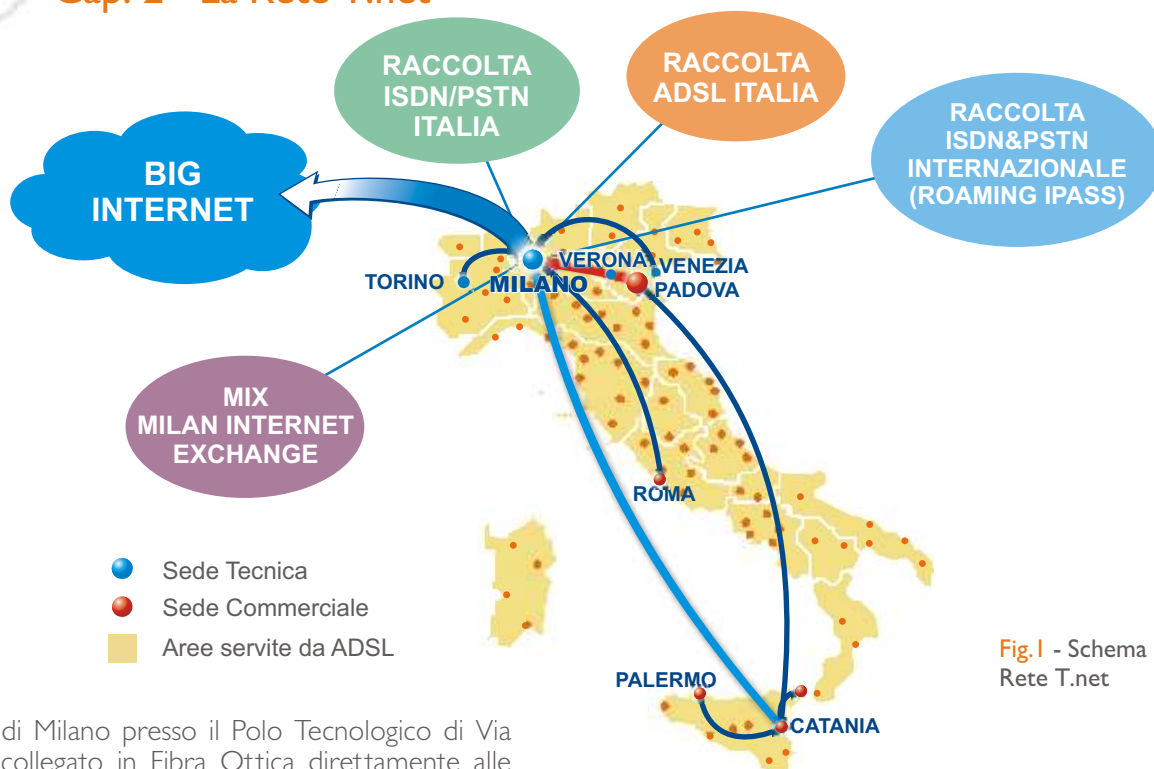 Cap. 2 - La Rete T.net
RACCOLTA
ISDN/PSTN
ITALIA
RACCOLTA
ADSL ITALIA
RACCOLTA
ISDN&PSTN
INTERNAZIONALE
(ROAMING IPASS)
BIG
INTERNET
TORINO
MILANO
VERONA
VENEZIA
PADOVA
MIX
MILAN INTERNET
EXCHANGE
ROMA
Sede Tecnica
Sede Commerciale
Aree servite da ADSL
PALERMO
CATANIA
Fig.1 - Schema
Rete T.net
di Milano presso il Polo Tecnologico di Via
collegato in Fibra Ottica direttamente alle